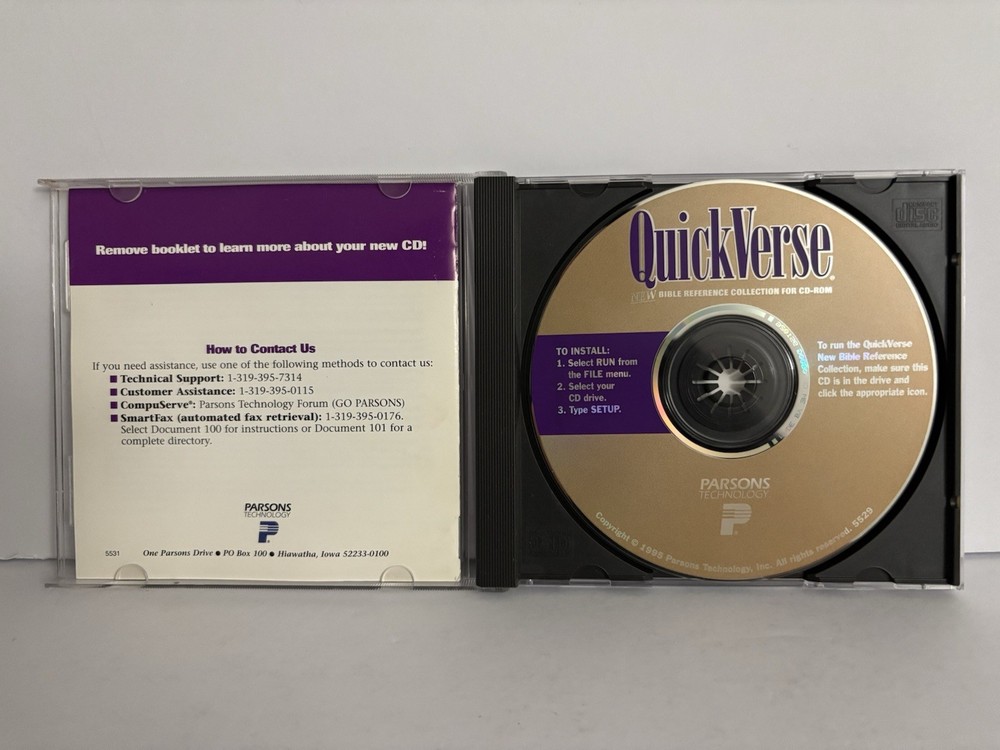 Remove booklet to learn more about your new CD!
How to Contact Us
If you need assistance, use one of the following methods to contact us:
■ Technical Support: 1-319-395-7314
■ Customer Assistance: 1-319-395-0115
■ CompuServe®: Parsons Technology Forum (GO PARSONS)
■ SmartFax (automated fax retrieval): 1-319-395-0176.
Select Document 100 for instructions or Document 101 for a
complete directory.
PARSONS
TECHNOLOGY
5531
One Parsons Drive ● PO Box 100 ● Hiawatha, Iowa 52233-0100
QuickVerse®
NEW BIBLE REFERENCE COLLECTION FOR CD-ROM
TO INSTALL:
1. Select RUN from
the FILE menu.
2. Select your
CD drive.
3. Type SETUP.
To run the QuickVerse
New Bible Reference
Collection, make sure this
CD is in the drive and
click the appropriate icon.
PARSONS
TECHNOLOGY
Copyright © 1995 Parsons Technology, Inc. All rights reserved. 5529
COMPACT
disc
DIGITAL AUDIO